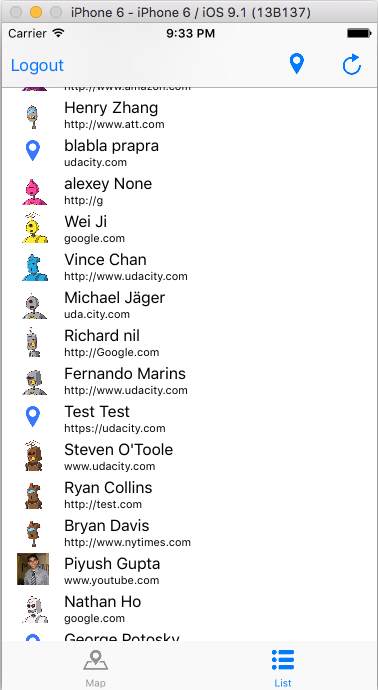 iPhone 6 - iPhone 6 / iOS 9.1 (13B137)
Carrier 9:33 PM
Logout
http://www.amazon.com
Henry Zhang
http://www.att.com
blabla prapra
udacity.com
alexey None
http://g
Wei Ji
google.com
Vince Chan
http://www.udacity.com
Michael Jäger
uda.city.com
Richard nil
http://Google.com
Fernando Marins
http://www.udacity.com
Test Test
https://udacity.com
Steven O'Toole
www.udacity.com
Ryan Collins
http://test.com
Bryan Davis
http://www.nytimes.com
Piyush Gupta
www.youtube.com
Nathan Ho
google.com
George Potosky
Map List